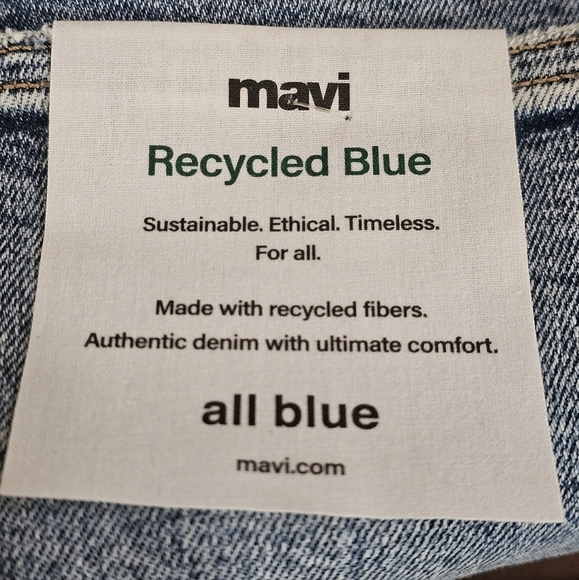 mavi
Recycled Blue
Sustainable. Ethical. Timeless.
For all.
Made with recycled fibers.
Authentic denim with ultimate comfort.
all blue
mavi.com